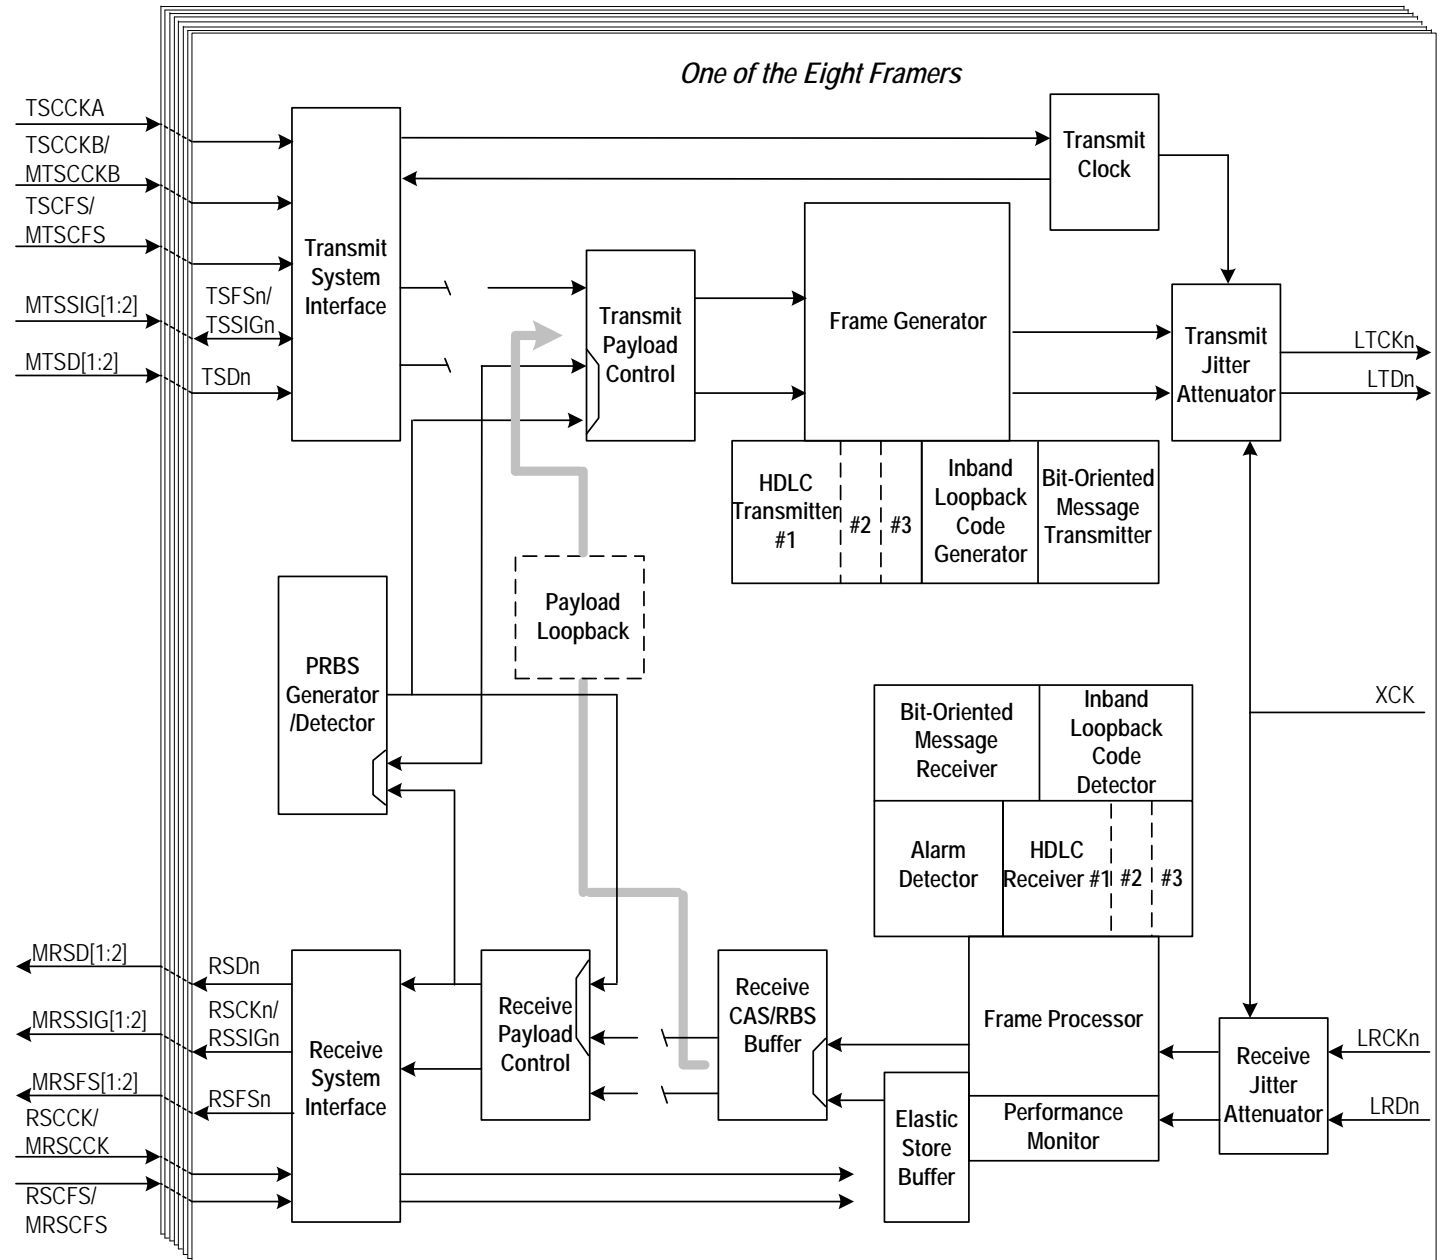 One of the Eight Framers
TSCCKA
TSCCKB/
MTSCCKB
TSCFS/
MTSCFS
MTSSIG[1:2]
MTSD[1:2]
TSFSn/
TSSIGn
TSDn
Transmit
System
Interface
Transmit
Clock
Transmit
Payload
Control
Frame Generator
Transmit
Jitter
Attenuator
LTCKn
LTDn
HDLC
Transmitter
#1
#2
#3
Inband
Loopback
Code
Generator
Bit-Oriented
Message
Transmitter
Payload
Loopback
PRBS
Generator
/Detector
XCK
Bit-Oriented
Message
Receiver
Inband
Loopback
Code
Detector
Alarm
Detector
HDLC
Receiver #1
#2
#3
MRSD[1:2]
MRSSIG[1:2]
MRSFS[1:2]
RSCCK/
MRSCCK
RSCFS/
MRSCFS
RSDn
RSCKn/
RSSIGn
RSFSn
Receive
System
Interface
Receive
Payload
Control
Receive
CAS/RBS
Buffer
Frame Processor
Elastic
Store
Buffer
Performance
Monitor
Receive
Jitter
Attenuator
LRCKn
LRDn